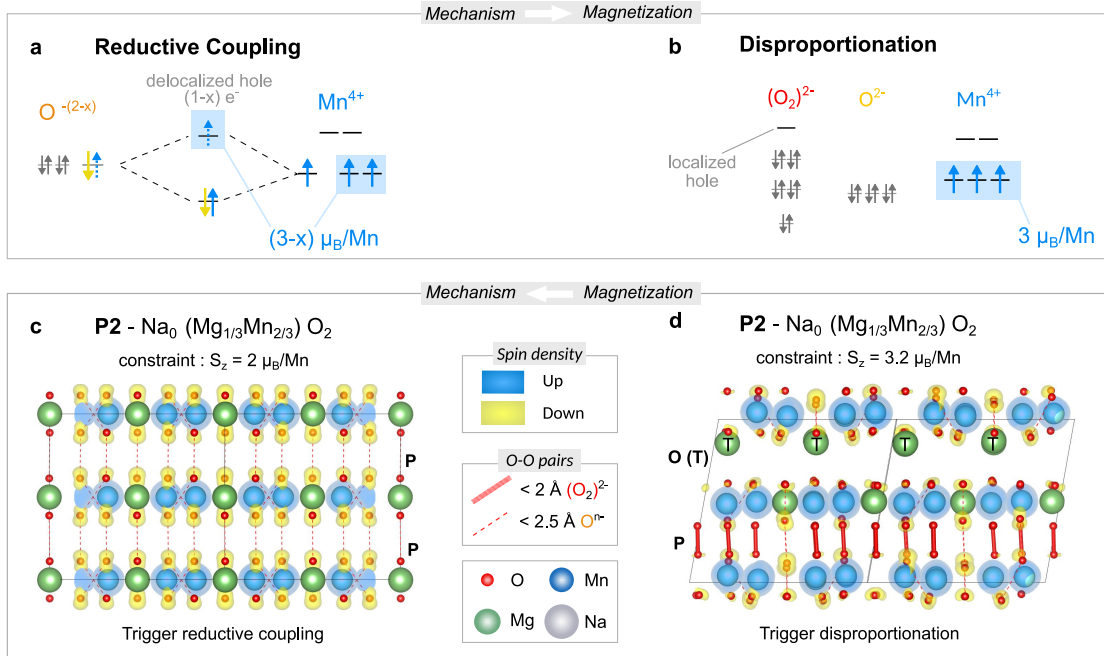 Mechanism Magnetization
a Reductive Coupling
delocalized hole
(1-x) e⁻
O -(2-x)
Mn⁴⁺
(3-x) μB/Mn
b Disproportionation
(O₂)²⁻ O²⁻ Mn⁴⁺
localized
hole
3 μB/Mn
Mechanism Magnetization
c P2 - Na₀ (Mg₁/₃Mn₂/₃) O₂
constraint : Sz = 2 μB/Mn
P
P
Trigger reductive coupling
Spin density
Up
Down
O-O pairs
< 2 Å (O₂)²⁻
< 2.5 Å Oⁿ⁻
O Mn
Mg Na
d P2 - Na₀ (Mg₁/₃Mn₂/₃) O₂
constraint : Sz = 3.2 μB/Mn
T T T T
O (T)
P
Trigger disproportionation